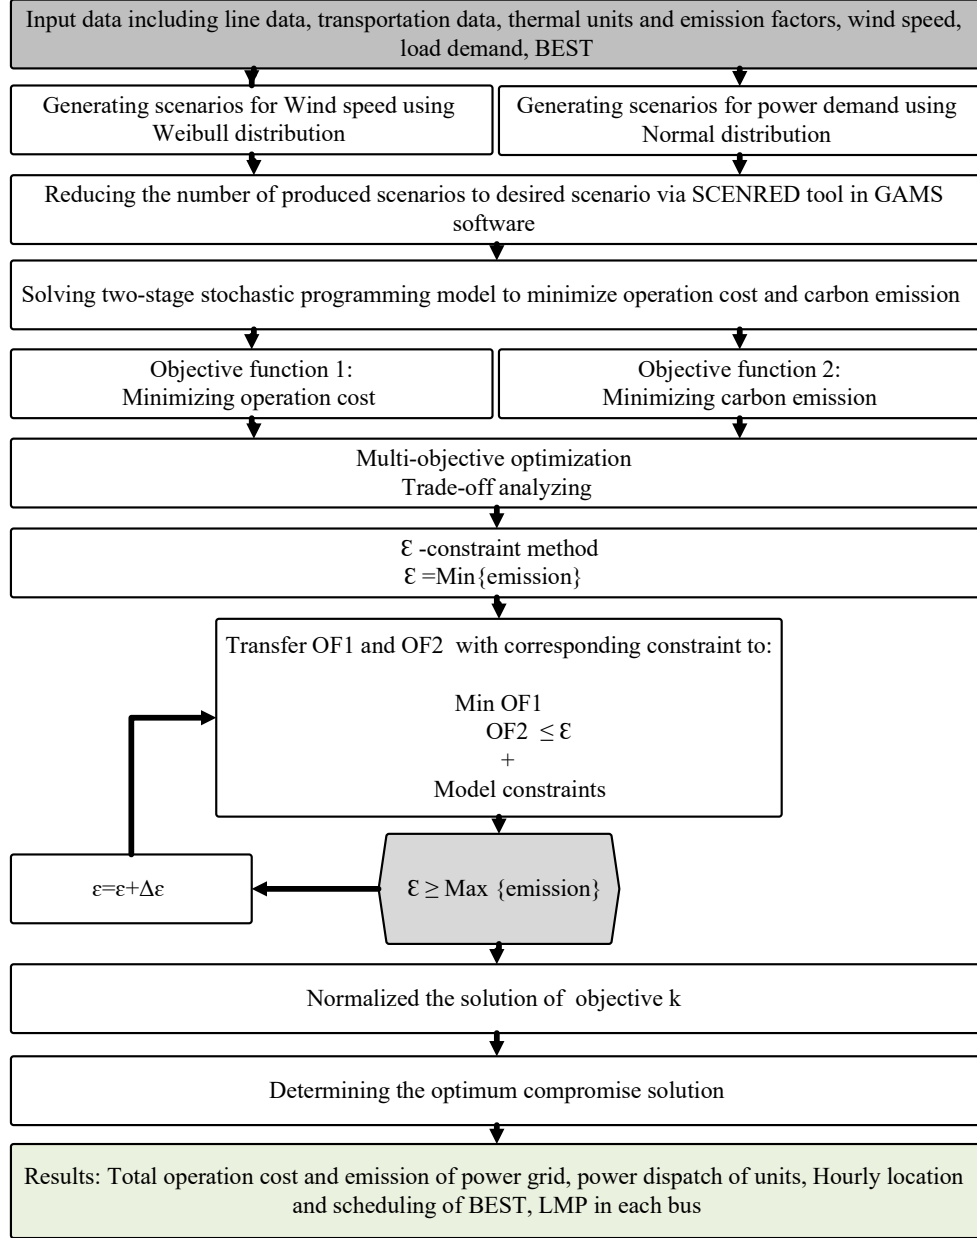 Input data including line data, transportation data, thermal units and emission factors, wind speed,
load demand, BEST
Generating scenarios for Wind speed using
Weibull distribution
Generating scenarios for power demand using
Normal distribution
Reducing the number of produced scenarios to desired scenario via SCENRED tool in GAMS
software
Solving two-stage stochastic programming model to minimize operation cost and carbon emission
Objective function 1:
Minimizing operation cost
Objective function 2:
Minimizing carbon emission
Multi-objective optimization
Trade-off analyzing
Ɛ -constraint method
Ɛ =Min{emission}
Transfer OF1 and OF2 with corresponding constraint to:
Min OF1
OF2 ≤ Ɛ
+
Model constraints
Ɛ ≥ Max {emission}
ε=ε+Δε
Normalized the solution of objective k
Determining the optimum compromise solution
Results: Total operation cost and emission of power grid, power dispatch of units, Hourly location
and scheduling of BEST, LMP in each bus